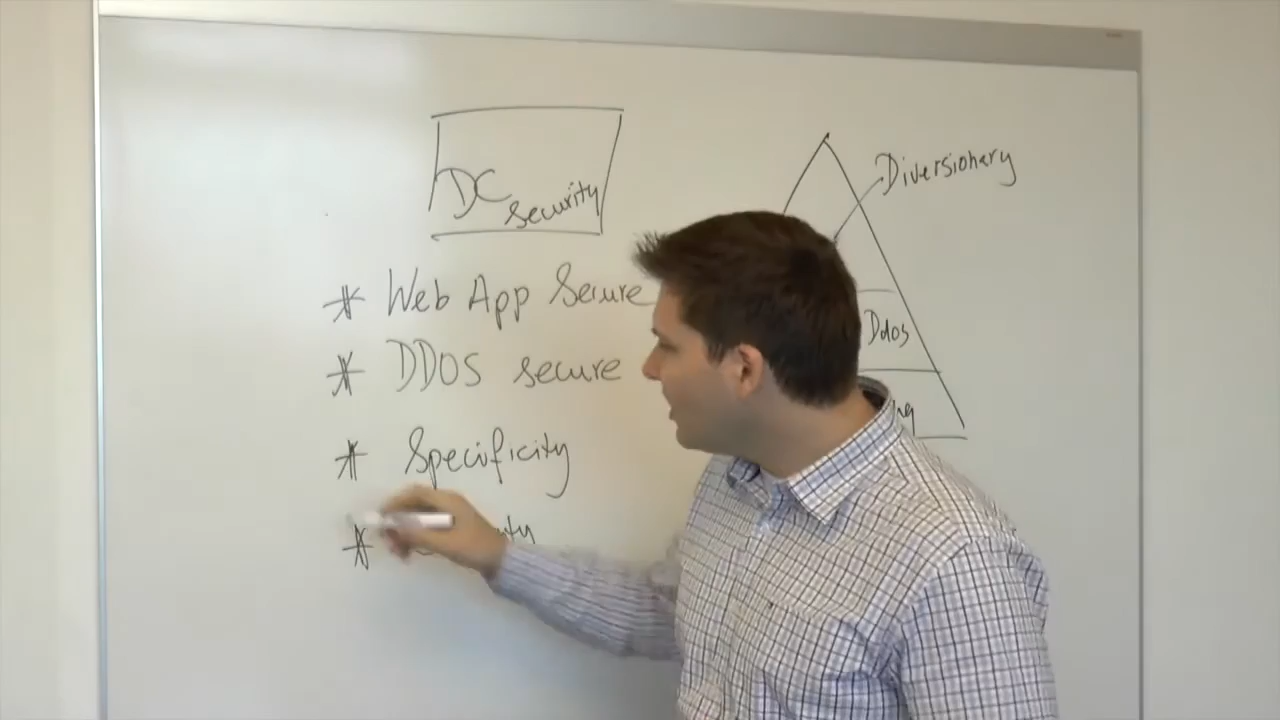 DC
security
* Web App Secure
* DDOS secure
* Specificity
*
Diversionary
Ddos